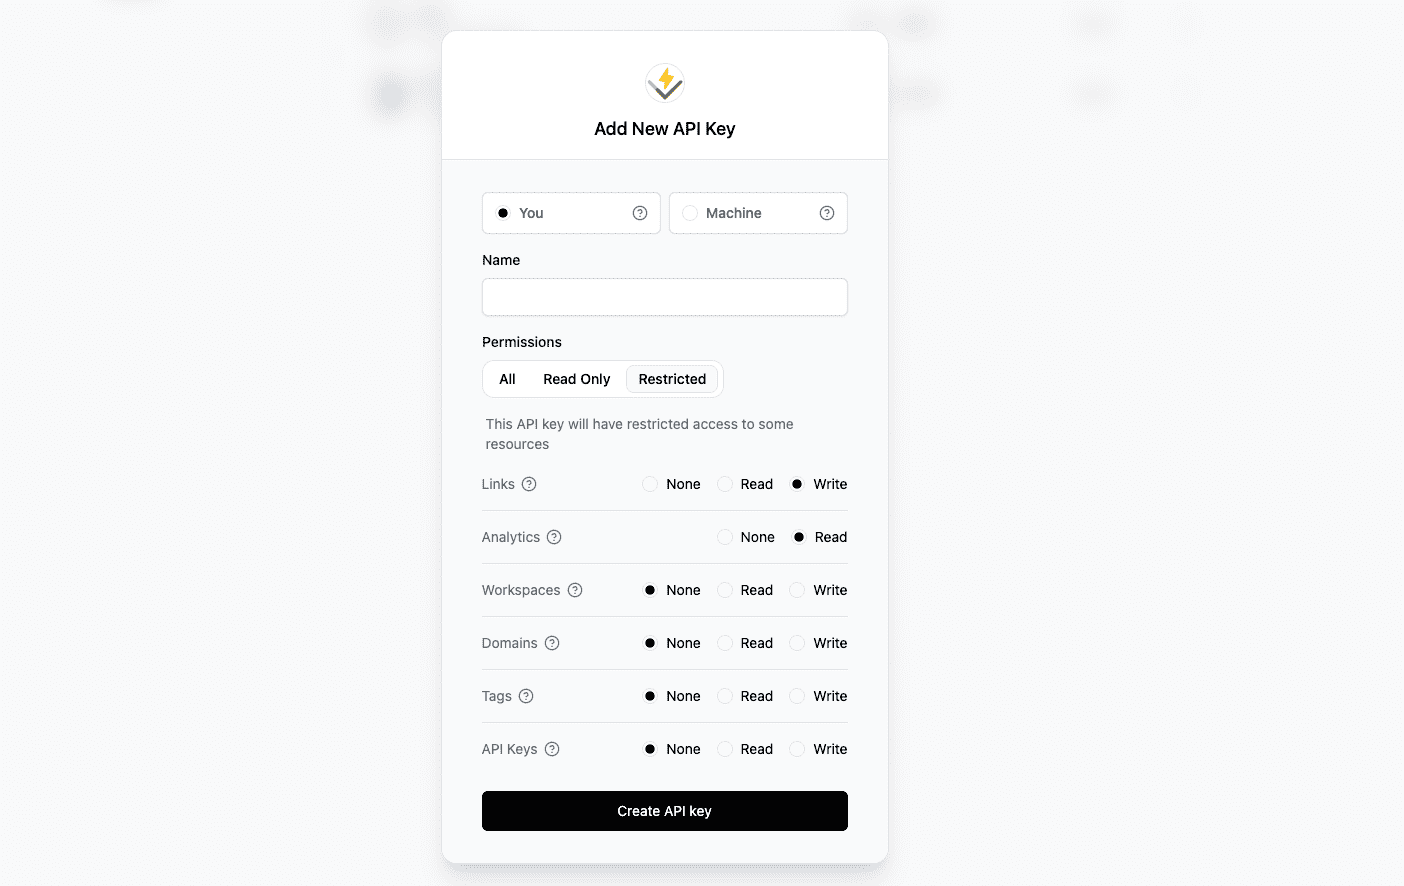 Add New API Key
You Machine
Name
Permissions
All Read Only Restricted
This API key will have restricted access to some
resources
Links None Read Write
Analytics None Read
Workspaces None Read Write
Domains None Read Write
Tags None Read Write
API Keys None Read Write
Create API key